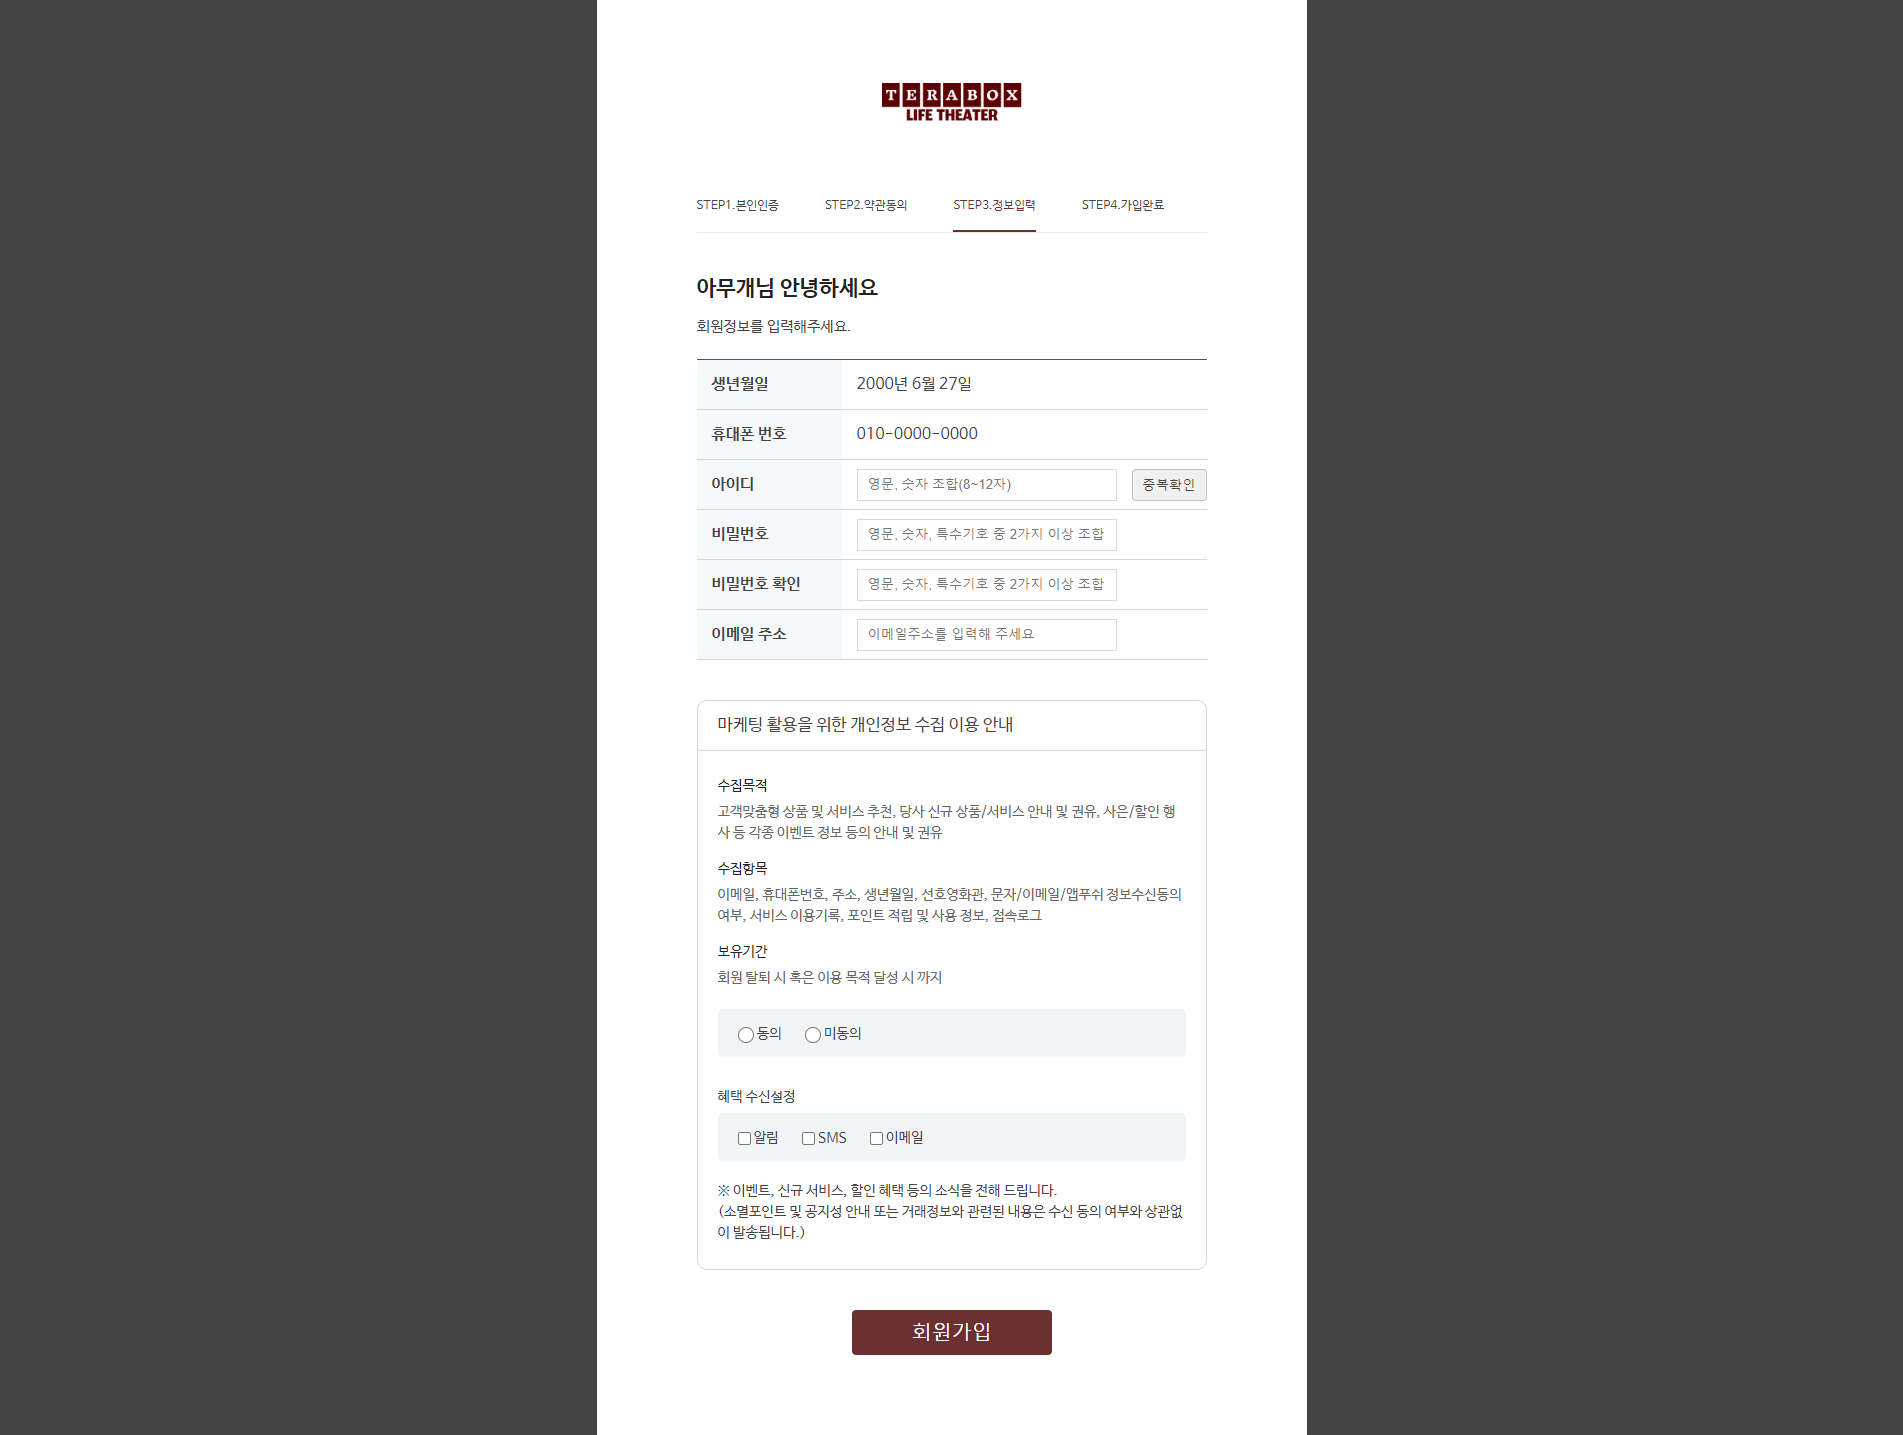 TERABOX
LIFE THEATER
STEP1.본인인증 STEP2.약관동의 STEP3.정보입력 STEP4.가입완료
아무개님 안녕하세요
회원정보를 입력해주세요.
생년월일 2000년 6월 27일
휴대폰 번호 010-0000-0000
아이디 영문, 숫자 조합(8~12자) 중복확인
비밀번호 영문, 숫자, 특수기호 중 2가지 이상 조합
비밀번호 확인 영문, 숫자, 특수기호 중 2가지 이상 조합
이메일 주소 이메일주소를 입력해 주세요
마케팅 활용을 위한 개인정보 수집 이용 안내
수집목적
고객맞춤형 상품 및 서비스 추천, 당사 신규 상품/서비스 안내 및 권유, 사은/할인 행
사 등 각종 이벤트 정보 등의 안내 및 권유
수집항목
이메일, 휴대폰번호, 주소, 생년월일, 선호영화관, 문자/이메일/앱푸쉬 정보수신동의
여부, 서비스 이용기록, 포인트 적립 및 사용 정보, 접속로그
보유기간
회원 탈퇴 시 혹은 이용 목적 달성 시 까지
동의 미동의
혜택 수신설정
알림 SMS 이메일
※ 이벤트, 신규 서비스, 할인 혜택 등의 소식을 전해 드립니다.
(소멸포인트 및 공지성 안내 또는 거래정보와 관련된 내용은 수신 동의 여부와 상관없
이 발송됩니다.)
회원가입